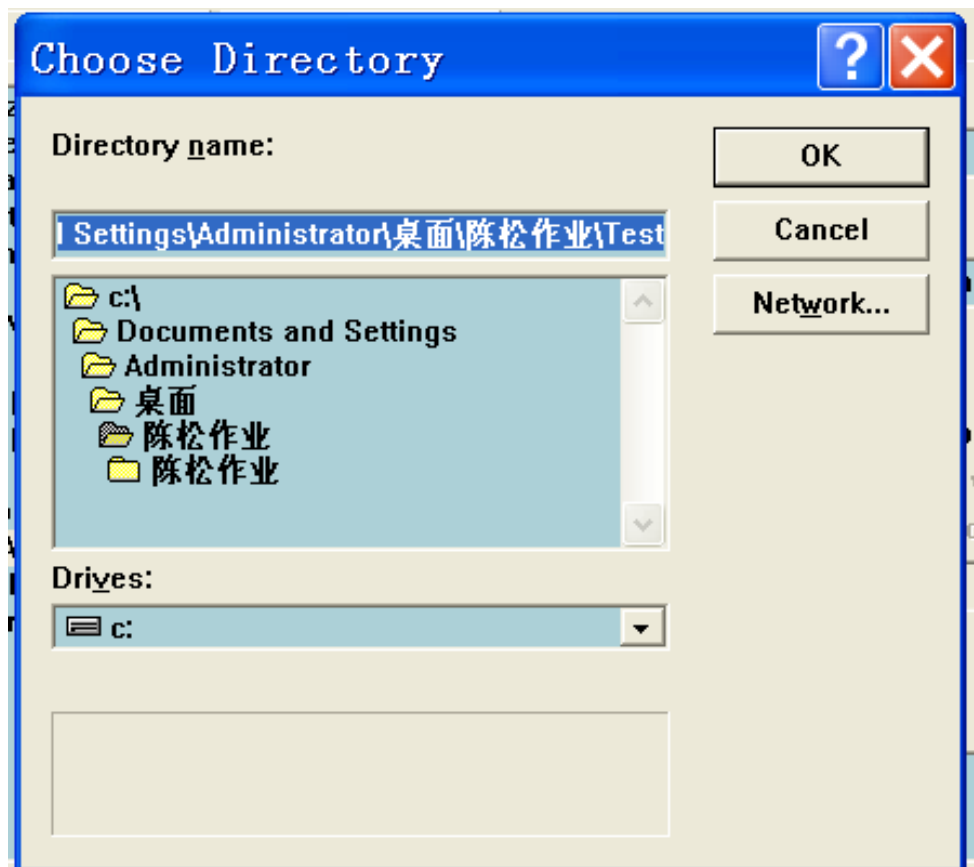 Choose Directory
Directory name:
OK
l Settings\Administrator\桌面\陈松作业\Test
Cancel
c:\
Network...
Documents and Settings
Administrator
桌面
陈松作业
陈松作业
Drives:
c: